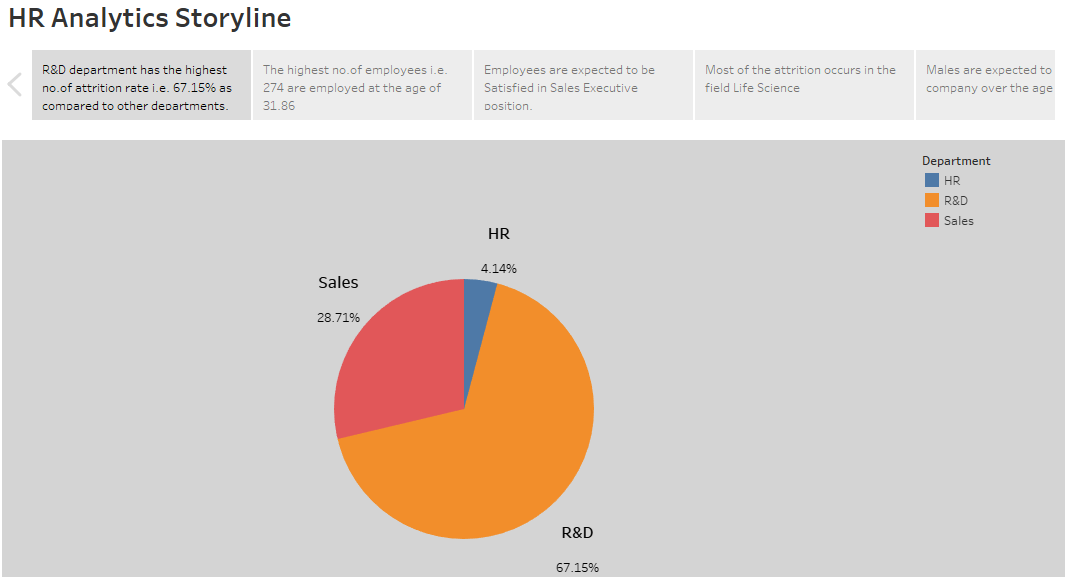 HR Analytics Storyline
R&D department has the highest
no.of attrition rate i.e. 67.15% as
compared to other departments.
The highest no.of employees i.e.
274 are employed at the age of
31.86
Employees are expected to be
Satisfied in Sales Executive
position.
Most of the attrition occurs in the
field Life Science
Males are expected to
company over the age
Department
HR
R&D
Sales
HR
4.14%
Sales
28.71%
R&D
67.15%